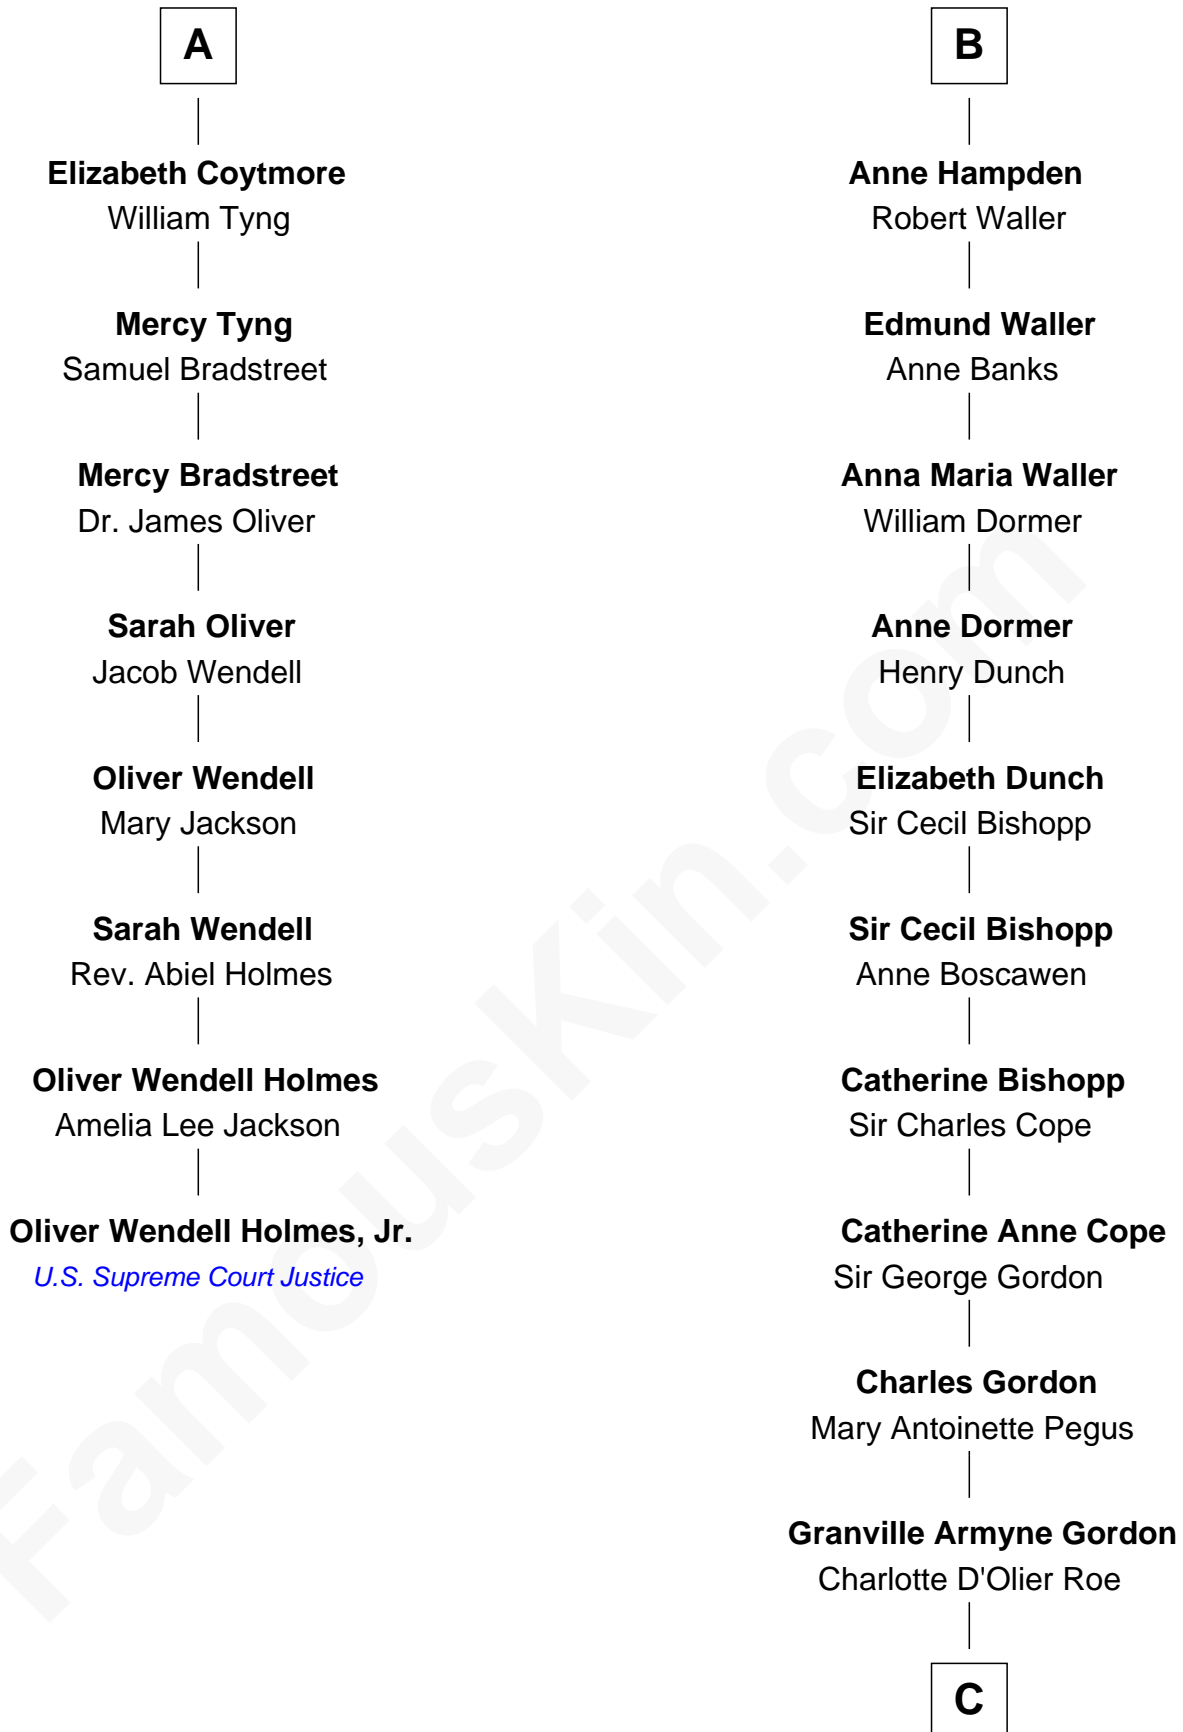 A
Elizabeth Coytmore
William Tyng
Mercy Tyng
Samuel Bradstreet
Mercy Bradstreet
Dr. James Oliver
Sarah Oliver
Jacob Wendell
Oliver Wendell
Mary Jackson
Sarah Wendell
Rev. Abiel Holmes
Oliver Wendell Holmes
Amelia Lee Jackson
Oliver Wendell Holmes, Jr.
U.S. Supreme Court Justice
B
Anne Hampden
Robert Waller
Edmund Waller
Anne Banks
Anna Maria Waller
William Dormer
Anne Dormer
Henry Dunch
Elizabeth Dunch
Sir Cecil Bishopp
Sir Cecil Bishopp
Anne Boscawen
Catherine Bishopp
Sir Charles Cope
Catherine Anne Cope
Sir George Gordon
Charles Gordon
Mary Antoinette Pegus
Granville Armyne Gordon
Charlotte D'Olier Roe
C
FamousKin.com